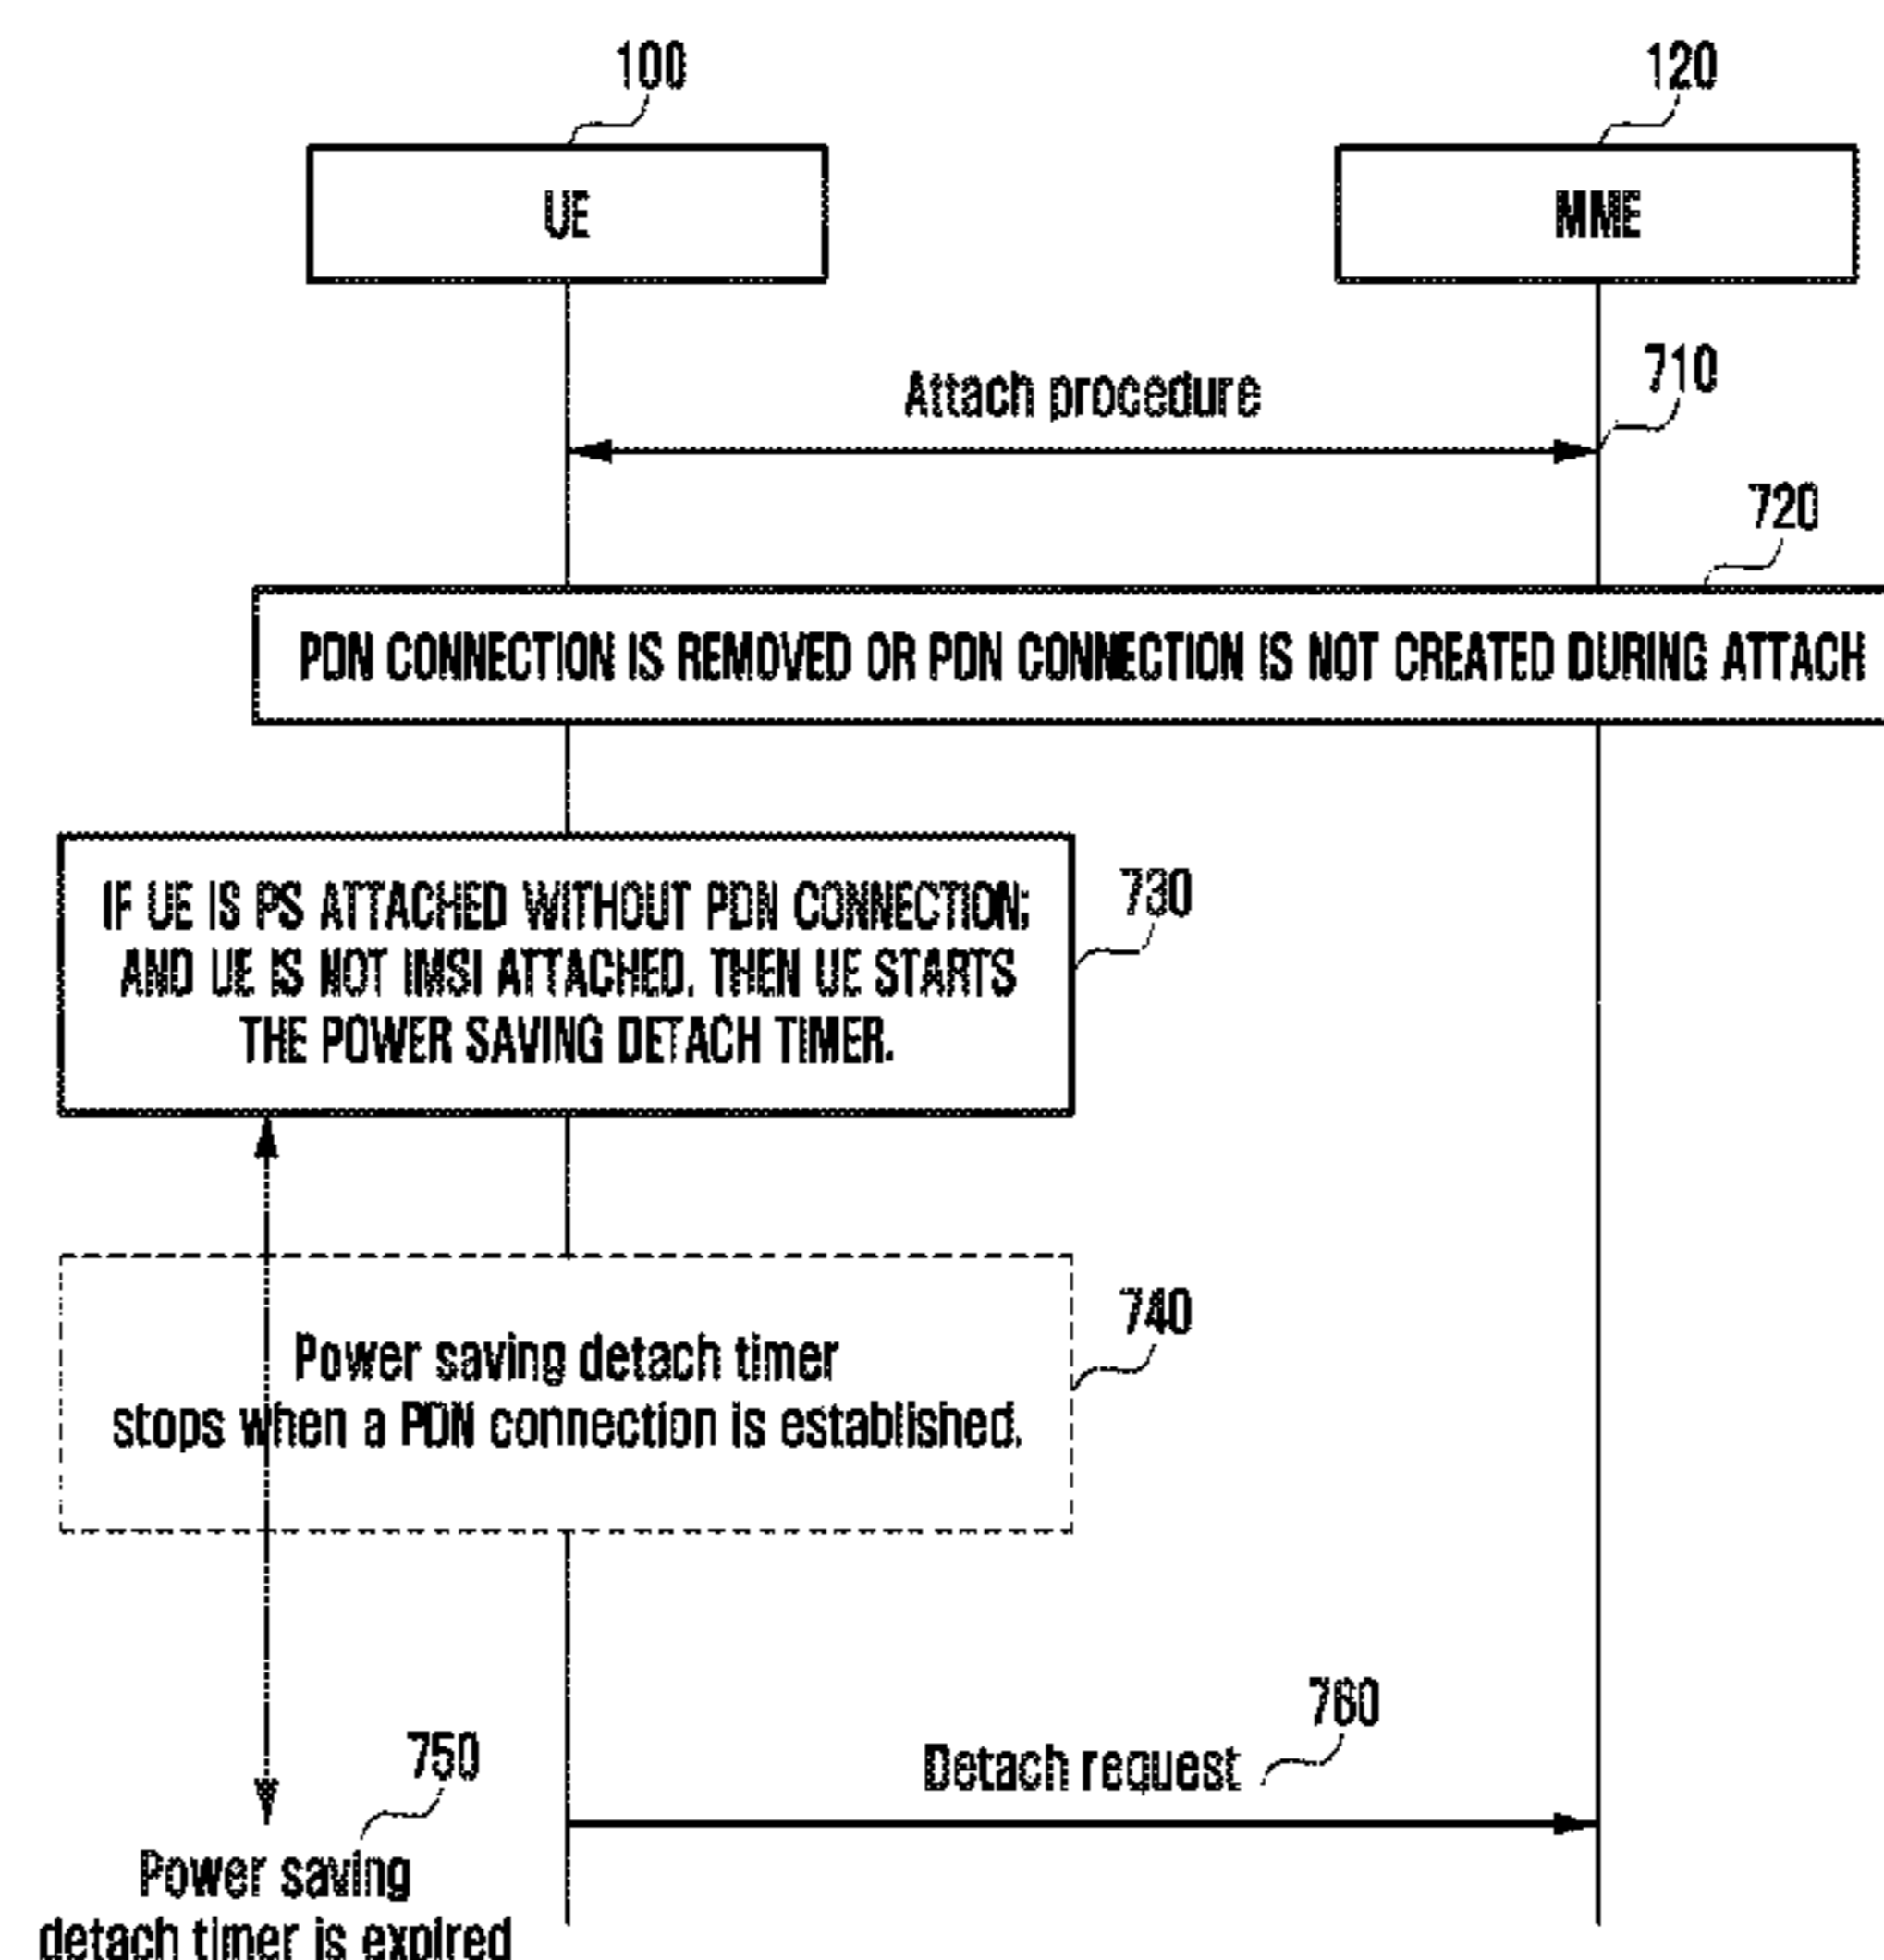 100
120
UE
MME
710
Attach procedure
720
PDN CONNECTION IS REMOVED OR PDN CONNECTION IS NOT CREATED DURING ATTACH
730
IF UE IS PS ATTACHED WITHOUT PDN CONNECTION;
AND UE IS NOT IMSI ATTACHED. THEN UE STARTS
THE POWER SAVING DETACH TIMER.
740
Power saving detach timer
stops when a PDN connection is established.
760
Detach request
750
Power saving
detach timer is expired